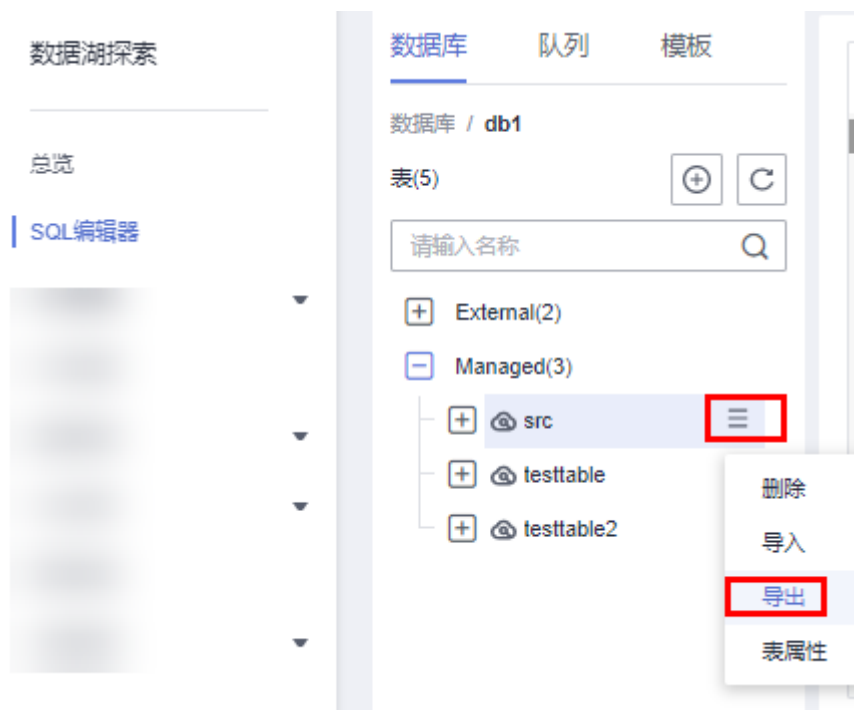 数据湖探索
总览
SQL编辑器
数据库 队列 模板
数据库 / db1
表(5)
请输入名称
External(2)
Managed(3)
src
testtable
testtable2
删除
导入
导出
表属性